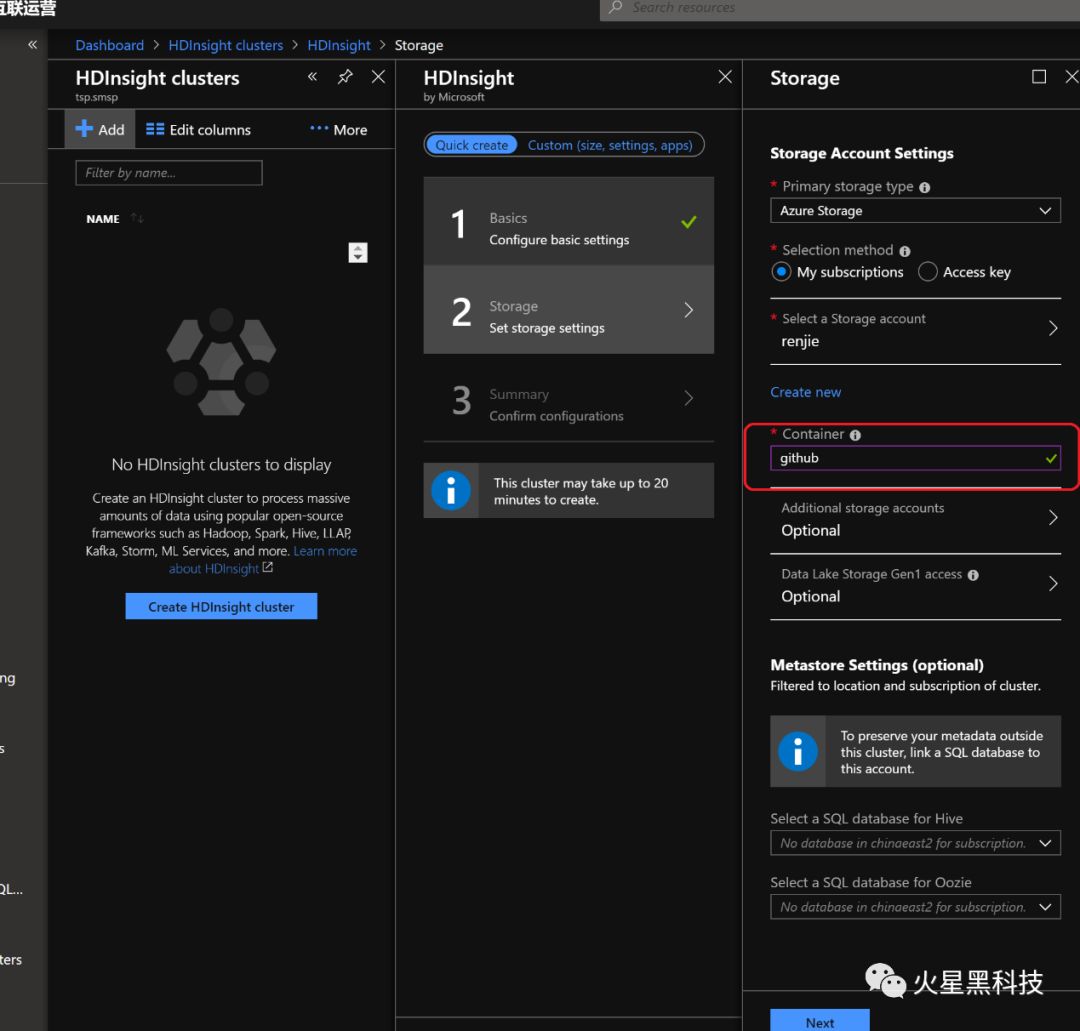 互联运营
Search resources
«
Dashboard > HDInsight clusters > HDInsight > Storage
HDInsight clusters
tsp.smsp
Add
Edit columns
More
Filter by name...
NAME
No HDInsight clusters to display
Create an HDInsight cluster to process massive
amounts of data using popular open-source
frameworks such as Hadoop, Spark, Hive, LLAP,
Kafka, Storm, ML Services, and more. Learn more
about HDInsight
Create HDInsight cluster
ng
s
QL...
ters
HDInsight
by Microsoft
Quick create
Custom (size, settings, apps)
1
Basics
Configure basic settings
2
Storage
Set storage settings
3
Summary
Confirm configurations
This cluster may take up to 20
minutes to create.
Storage
Storage Account Settings
* Primary storage type
Azure Storage
* Selection method
My subscriptions
Access key
* Select a Storage account
renjie
Create new
* Container
github
Additional storage accounts
Optional
Data Lake Storage Gen1 access
Optional
Metastore Settings (optional)
Filtered to location and subscription of cluster.
To preserve your metadata outside
this cluster, link a SQL database to
this account.
Select a SQL database for Hive
No database in chinaeast2 for subscription.
Select a SQL database for Oozie
No database in chinaeast2 for subscription.
火星黑科技
Next